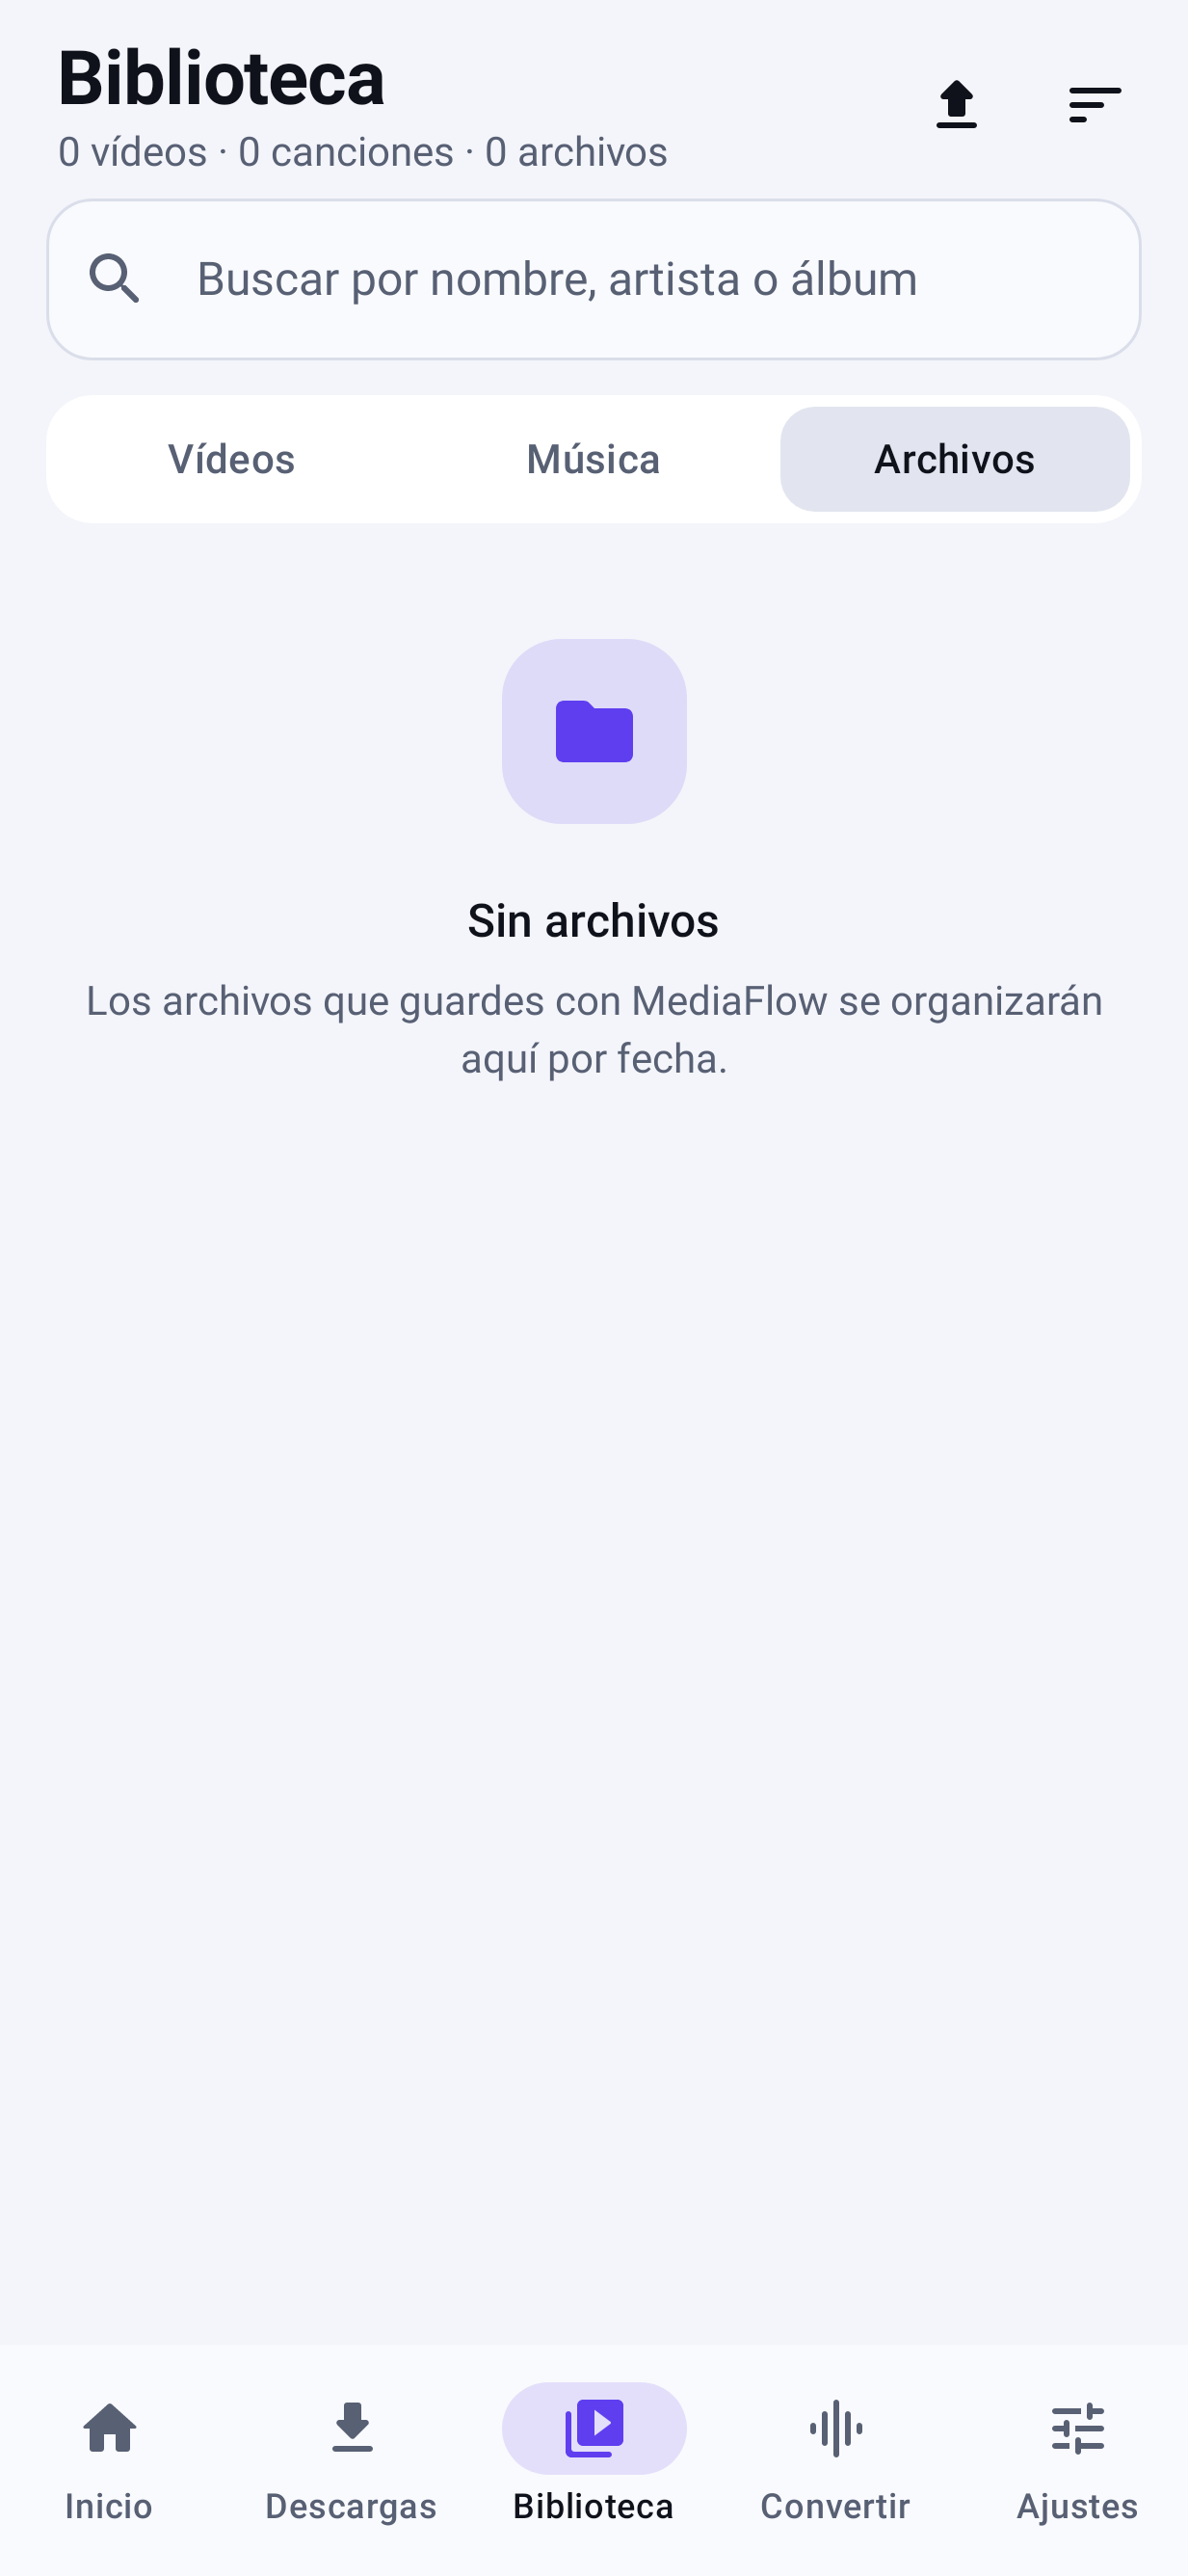 Biblioteca
0 vídeos · 0 canciones · 0 archivos
Buscar por nombre, artista o álbum
Vídeos
Música
Archivos
Sin archivos
Los archivos que guardes con MediaFlow se organizarán
aquí por fecha.
Inicio
Descargas
Biblioteca
Convertir
Ajustes